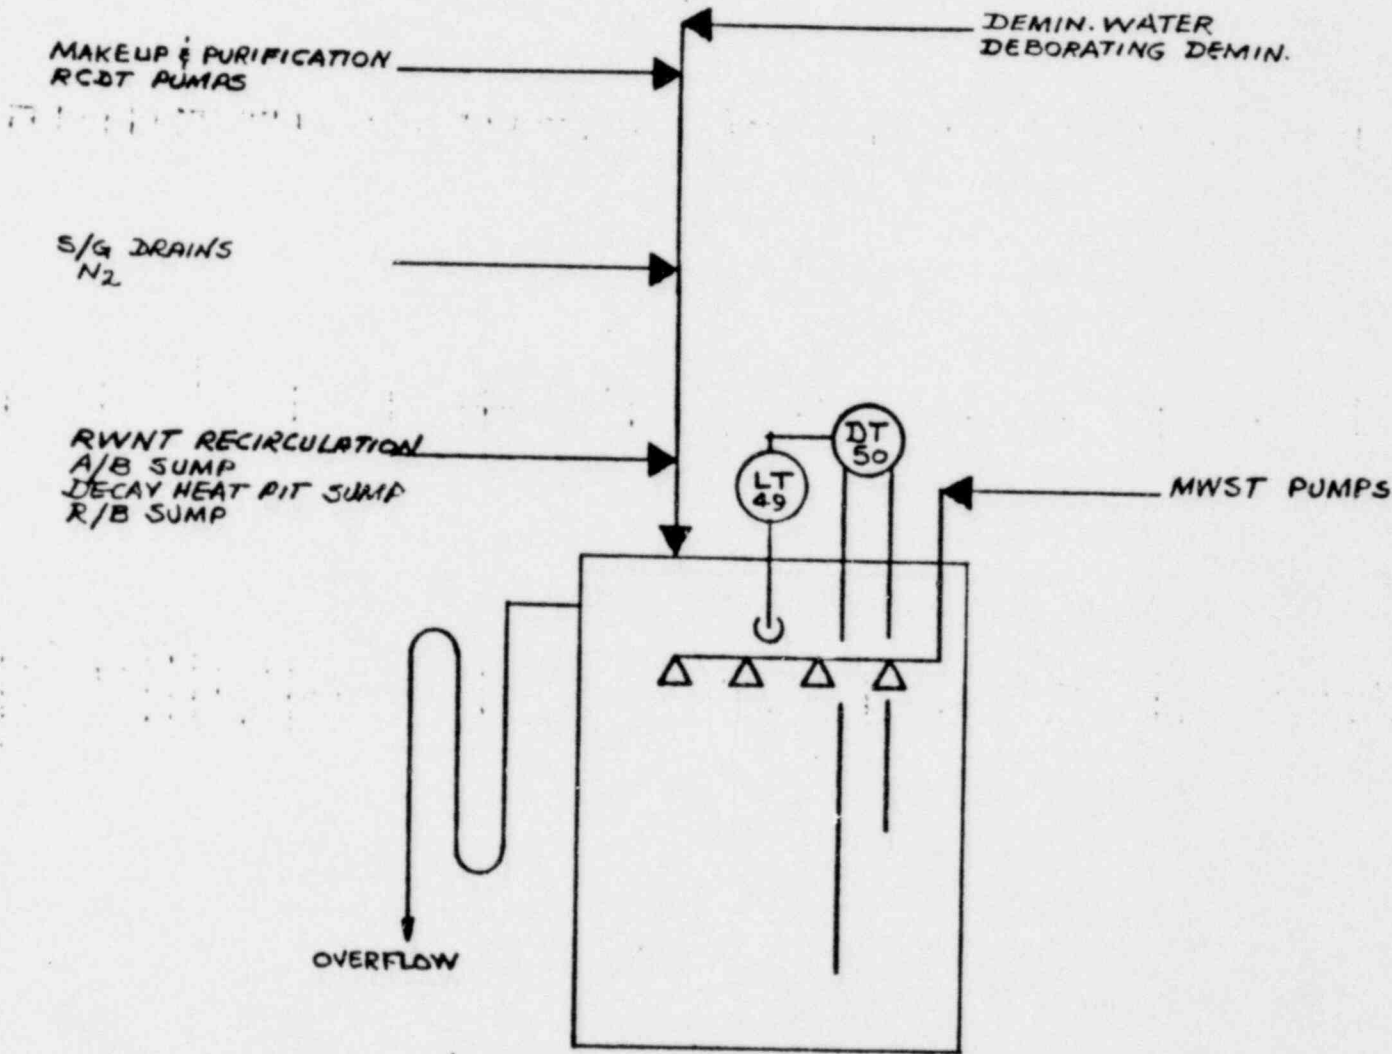 DEMIN. WATER
DEBORATING DEMIN.
MAKEUP & PURIFICATION
RCDT PUMPS
S/G DRAINS
N2
RWNT RECIRCULATION
A/B SUMP
DECAY HEAT PIT SUMP
R/B SUMP
DT
50
LT
49
MWST PUMPS
OVERFLOW